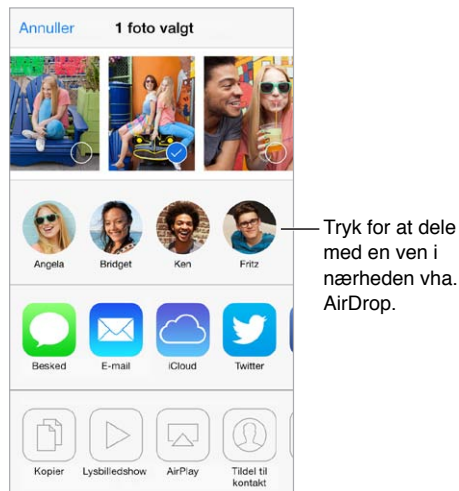 Annuller 1 foto valgt
Angela Bridget Ken Fritz
Tryk for at dele
med en ven i
nærheden vha.
AirDrop.
Besked E-mail iCloud Twitter
Kopier Lysbilledshow AirPlay Tildel til
kontakt